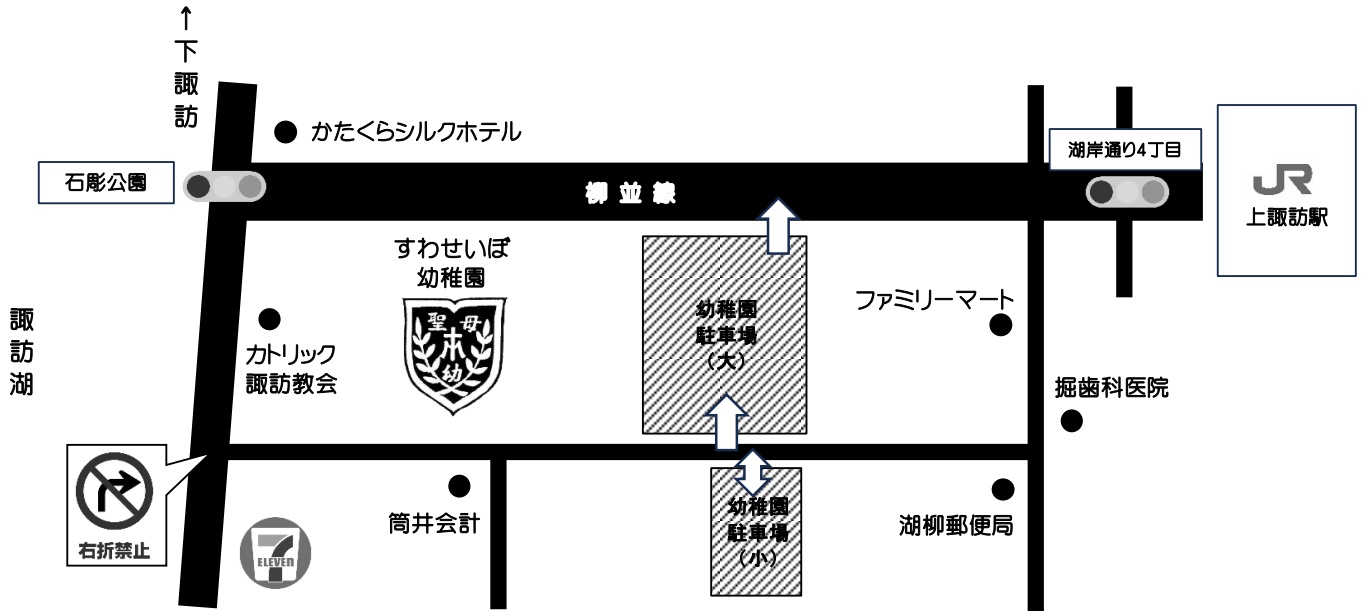 ↑
下
諏
訪
かたくらシルクホテル
石彫公園
柳並線
湖岸通り4丁目
JR
上諏訪駅
諏
訪
湖
すわせいぼ
幼稚園
聖母
幼
カトリック
諏訪教会
幼稚園
駐車場
（大）
ファミリーマート
掘歯科医院
右折禁止
7
ELEVEN
筒井会計
幼稚園
駐車場
（小）
湖柳郵便局